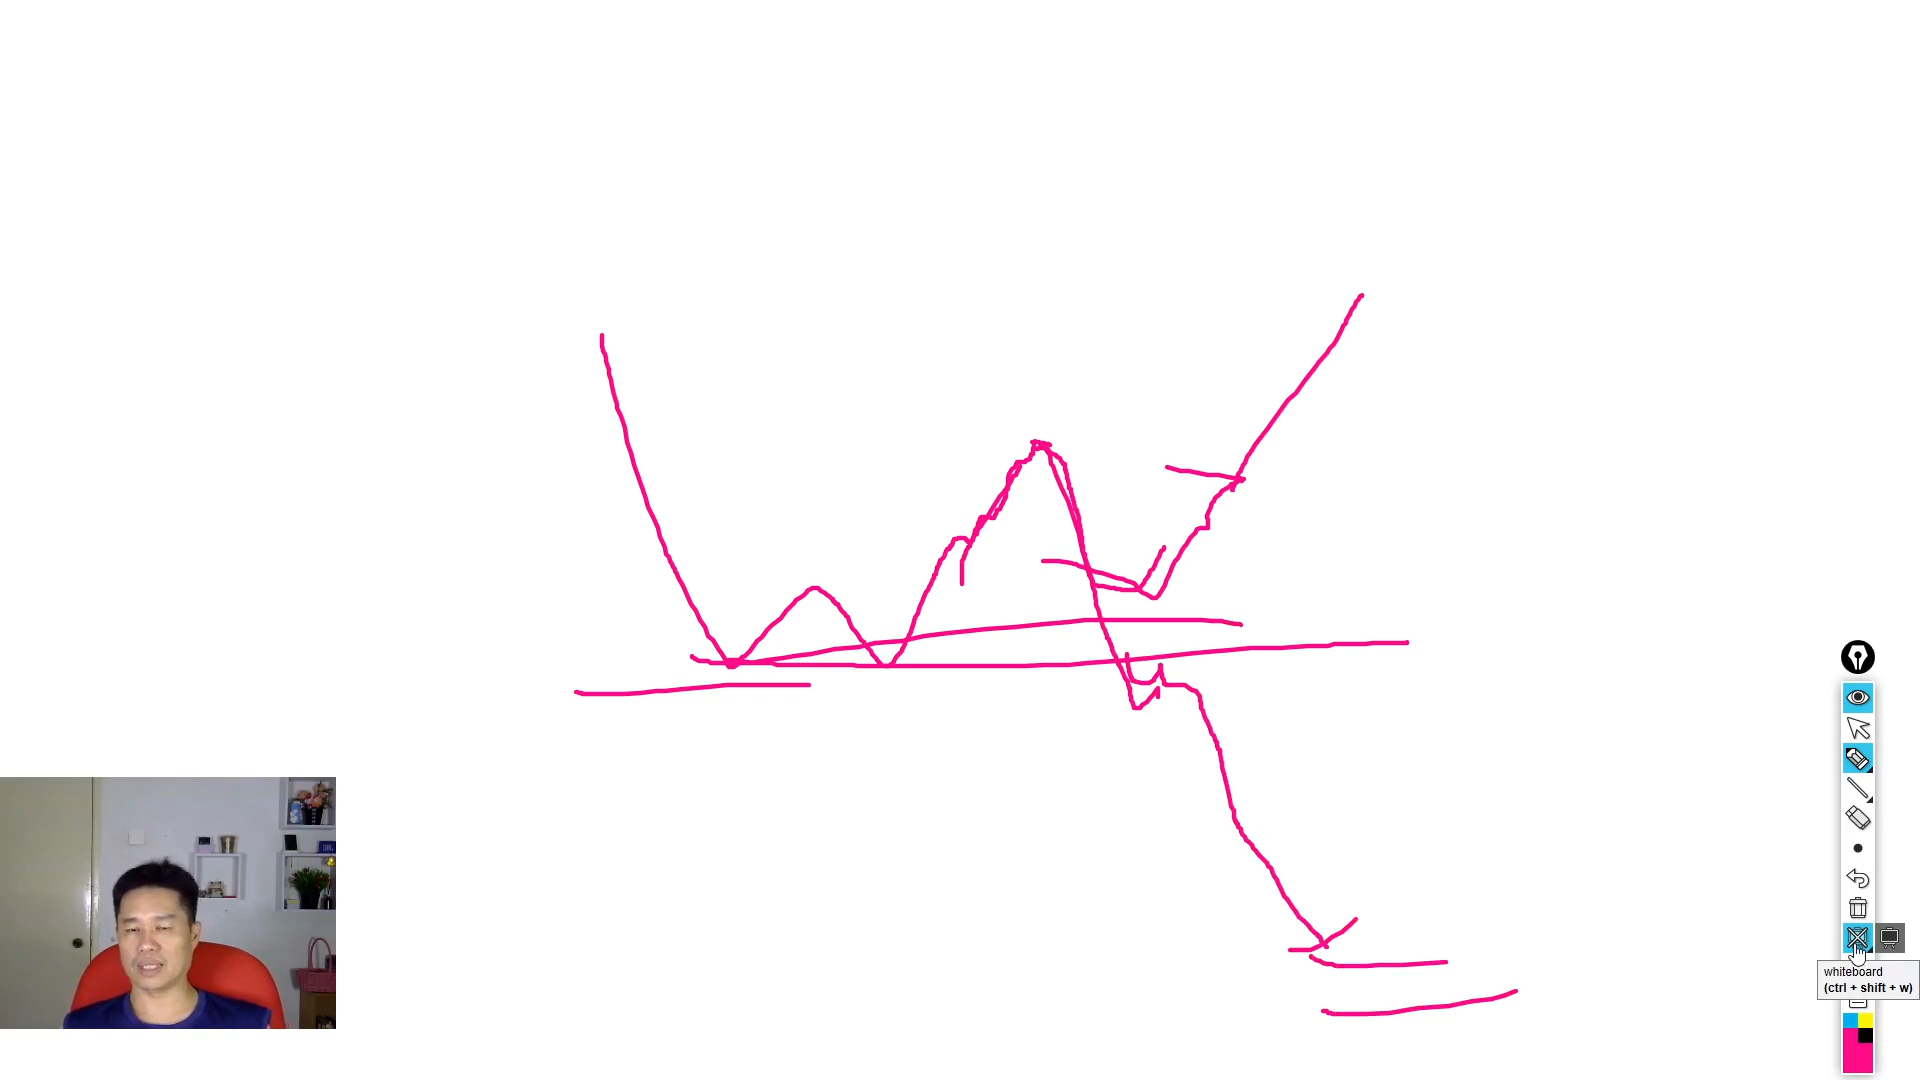 whiteboard
(ctrl + shift + w)